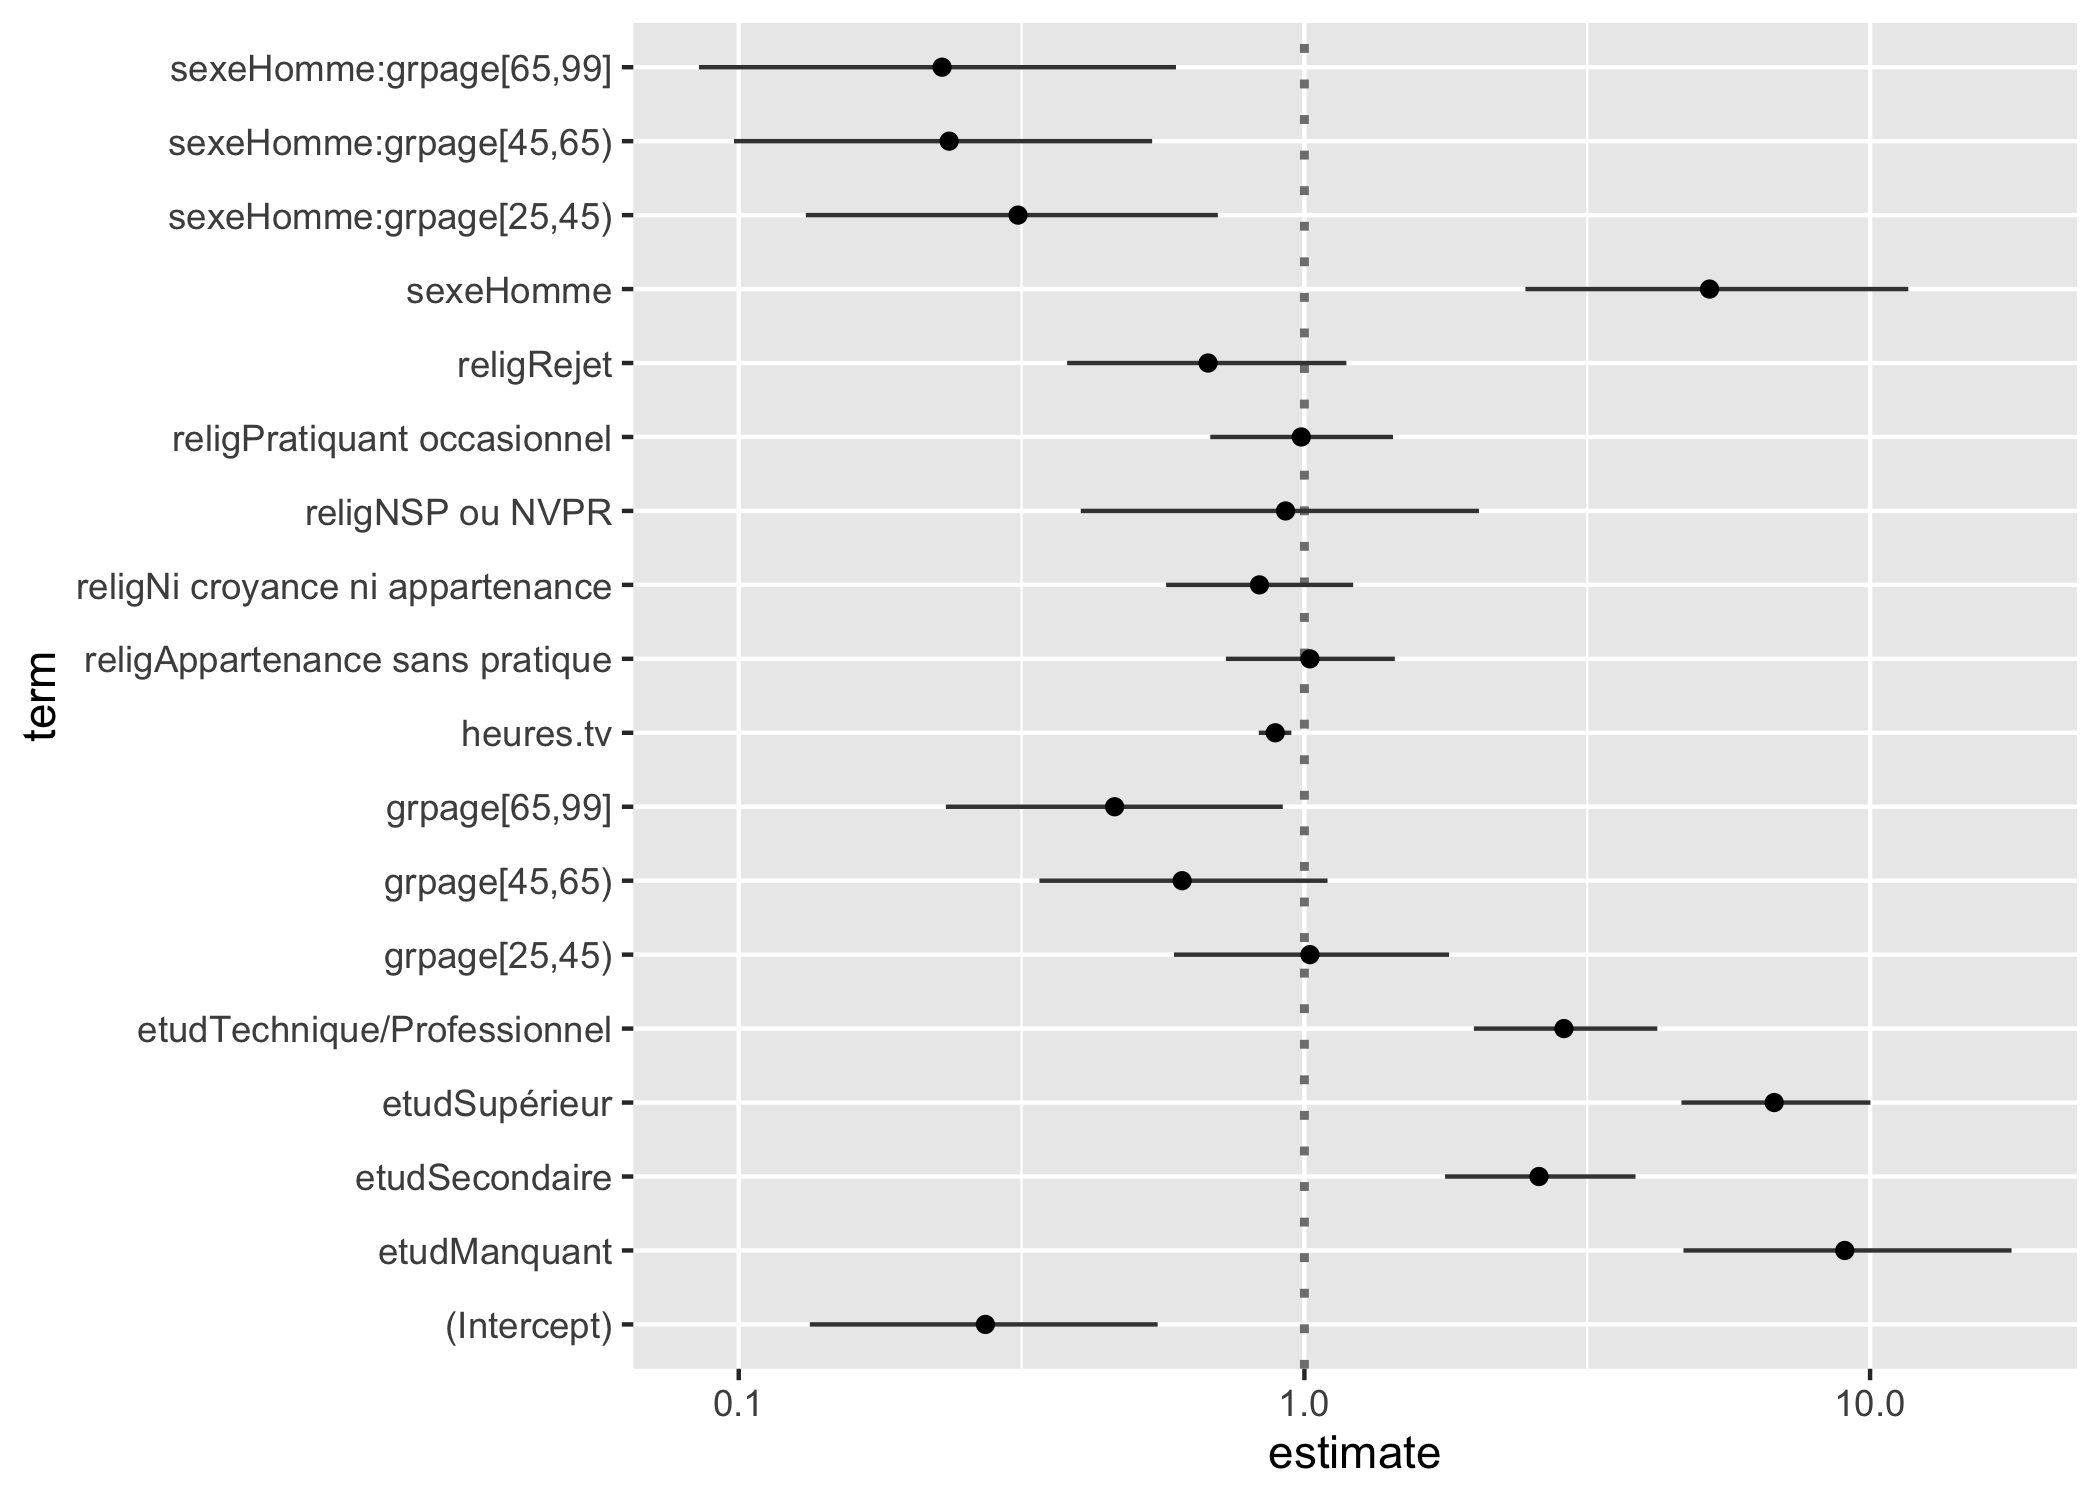 sexeHomme:grpage[65,99]
sexeHomme:grpage[45,65)
sexeHomme:grpage[25,45)
sexeHomme
religRejet
religPratiquant occasionnel
religNSP ou NVPR
religNi croyance ni appartenance
religAppartenance sans pratique
heures.tv
grpage[65,99]
grpage[45,65)
grpage[25,45)
etudTechnique/Professionnel
etudSupérieur
etudSecondaire
etudManquant
(Intercept)
term
0.1 1.0 10.0
estimate